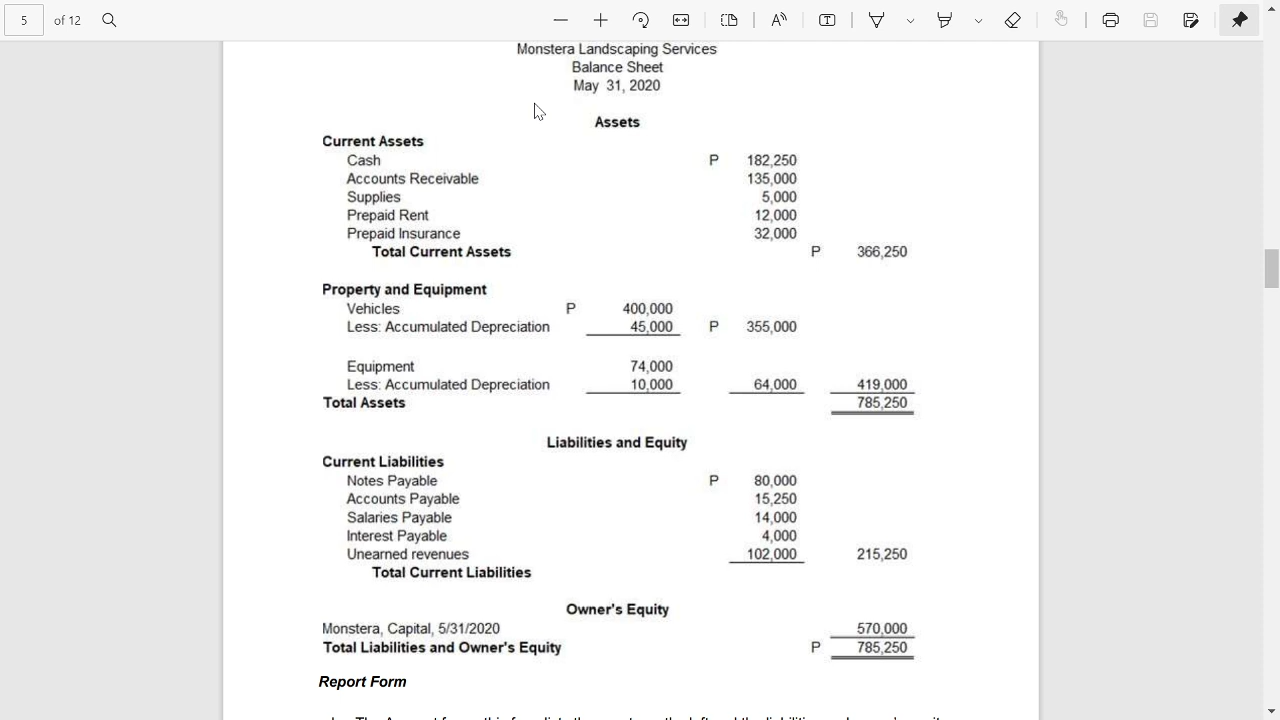 5 of 12
Monstera Landscaping Services
Balance Sheet
May 31, 2020
Assets
Current Assets
Cash P 182,250
Accounts Receivable 135,000
Supplies 5,000
Prepaid Rent 12,000
Prepaid Insurance 32,000
Total Current Assets P 366,250
Property and Equipment
Vehicles P 400,000
Less: Accumulated Depreciation 45,000 P 355,000
Equipment 74,000
Less: Accumulated Depreciation 10,000 64,000 419,000
Total Assets 785,250
Liabilities and Equity
Current Liabilities
Notes Payable P 80,000
Accounts Payable 15,250
Salaries Payable 14,000
Interest Payable 4,000
Unearned revenues 102,000 215,250
Total Current Liabilities
Owner's Equity
Monstera, Capital, 5/31/2020 570,000
Total Liabilities and Owner's Equity P 785,250
Report Form